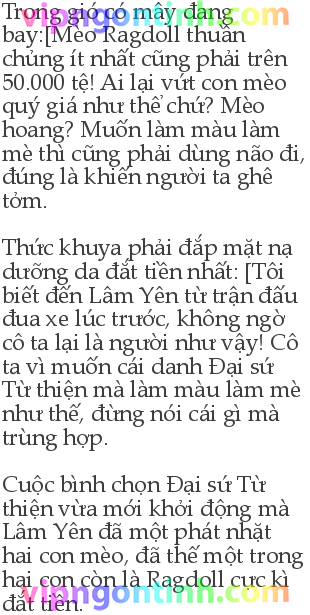 vipngontinh.com
Trong gió có mây đang
bay:[Mèo Ragdoll thuần
chủng ít nhất cũng phải trên
50.000 tệ! Ai lại vứt con mèo
quý giá như thế chứ? Mèo
hoang? Muốn làm màu làm
mè thì cũng phải dùng não đi,
đúng là khiến người ta ghê
tởm.
Thức khuya phải đắp mặt nạ
dưỡng da đắt tiền nhất: [Tôi
biết đến Lâm Yên từ trận đấu
đua xe lúc trước, không ngờ
cô ta lại là người như vậy! Cô
ta vì muốn cái danh Đại sứ
Từ thiện mà làm màu làm mè
như thế, đừng nói cái gì mà
trùng hợp.
Cuộc bình chọn Đại sứ Từ
thiện vừa mới khởi động mà
Lâm Yên đã một phát nhặt
hai con mèo, đã thế một trong
hai con còn là Ragdoll cực kì
đắt tiền.
vipngontinh.com